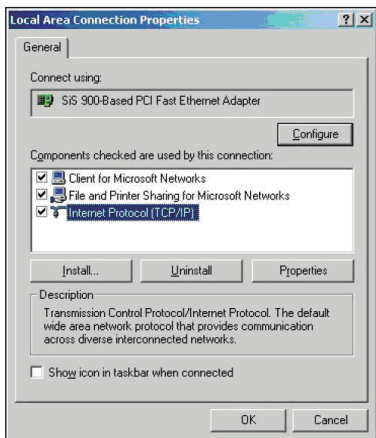 Local Area Connection Properties
General
Connect using:
SiS 900-Based PCI Fast Ethernet Adapter
Configure
Components checked are used by this connection:
Client for Microsoft Networks
File and Printer Sharing for Microsoft Networks
Internet Protocol (TCP/IP)
Install... Uninstall Properties
Description
Transmission Control Protocol/Internet Protocol. The default
wide area network protocol that provides communication
across diverse interconnected networks.
Show icon in taskbar when connected
OK Cancel